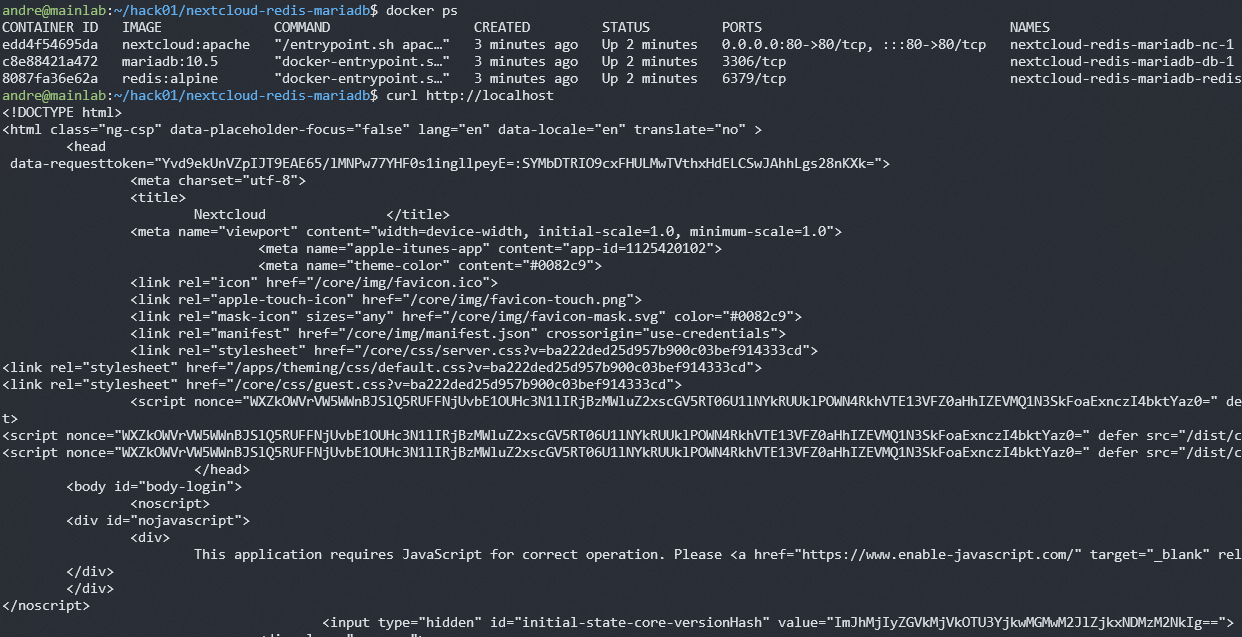 andre@mainlab:~/hack01/nextcloud-redis-mariadb$ docker ps
CONTAINER ID   IMAGE              COMMAND                  CREATED         STATUS         PORTS                               NAMES
edd4f54695da   nextcloud:apache   "/entrypoint.sh apac…"   3 minutes ago   Up 2 minutes   0.0.0.0:80->80/tcp, :::80->80/tcp   nextcloud-redis-mariadb-nc-1
c8e88421a472   mariadb:10.5       "docker-entrypoint.s…"   3 minutes ago   Up 2 minutes   3306/tcp                            nextcloud-redis-mariadb-db-1
8087fa36e62a   redis:alpine       "docker-entrypoint.s…"   3 minutes ago   Up 2 minutes   6379/tcp                            nextcloud-redis-mariadb-redis
andre@mainlab:~/hack01/nextcloud-redis-mariadb$ curl http://localhost
<!DOCTYPE html>
<html class="ng-csp" data-placeholder-focus="false" lang="en" data-locale="en" translate="no" >
<head
data-requesttoken="Yvd9ekUnVZpIJT9EAE65/lMNPw77YHF0s1ingllpeyE=:SYMbDTRIO9cxFHULMwTVthxHdELCSwJAhhLgs28nKXk=">
<meta charset="utf-8">
<title>
Nextcloud </title>
<meta name="viewport" content="width=device-width, initial-scale=1.0, minimum-scale=1.0">
<meta name="apple-itunes-app" content="app-id=1125420102">
<meta name="theme-color" content="#0082c9">
<link rel="icon" href="/core/img/favicon.ico">
<link rel="apple-touch-icon" href="/core/img/favicon-touch.png">
<link rel="mask-icon" sizes="any" href="/core/img/favicon-mask.svg" color="#0082c9">
<link rel="manifest" href="/core/img/manifest.json" crossorigin="use-credentials">
<link rel="stylesheet" href="/core/css/server.css?v=ba222ded25d957b900c03bef914333cd">
<link rel="stylesheet" href="/apps/theming/css/default.css?v=ba222ded25d957b900c03bef914333cd">
<link rel="stylesheet" href="/core/css/guest.css?v=ba222ded25d957b900c03bef914333cd">
<script nonce="WXZkOWVrVW5WWnBJSlQ5RUFFNjUvbE1OUHc3N1lIRjBzMWluZ2xscGV5RT06U1lNYkRUUklPOWN4RkhVTE13VFZ0aHhIZEVMQ1N3SkFoaExnczI4bktYaz0=" de
t>
<script nonce="WXZkOWVrVW5WWnBJSlQ5RUFFNjUvbE1OUHc3N1lIRjBzMWluZ2xscGV5RT06U1lNYkRUUklPOWN4RkhVTE13VFZ0aHhIZEVMQ1N3SkFoaExnczI4bktYaz0=" defer src="/dist/c
<script nonce="WXZkOWVrVW5WWnBJSlQ5RUFFNjUvbE1OUHc3N1lIRjBzMWluZ2xscGV5RT06U1lNYkRUUklPOWN4RkhVTE13VFZ0aHhIZEVMQ1N3SkFoaExnczI4bktYaz0=" defer src="/dist/c
</head>
<body id="body-login">
<noscript>
<div id="nojavascript">
<div>
This application requires JavaScript for correct operation. Please <a href="https://www.enable-javascript.com/" target="_blank" rel
</div>
</div>
</noscript>
<input type="hidden" id="initial-state-core-versionHash" value="ImJhMjIyZGVkMjVkOTU3YjkwMGMwM2JlZjkxNDMzM2NkIg==">